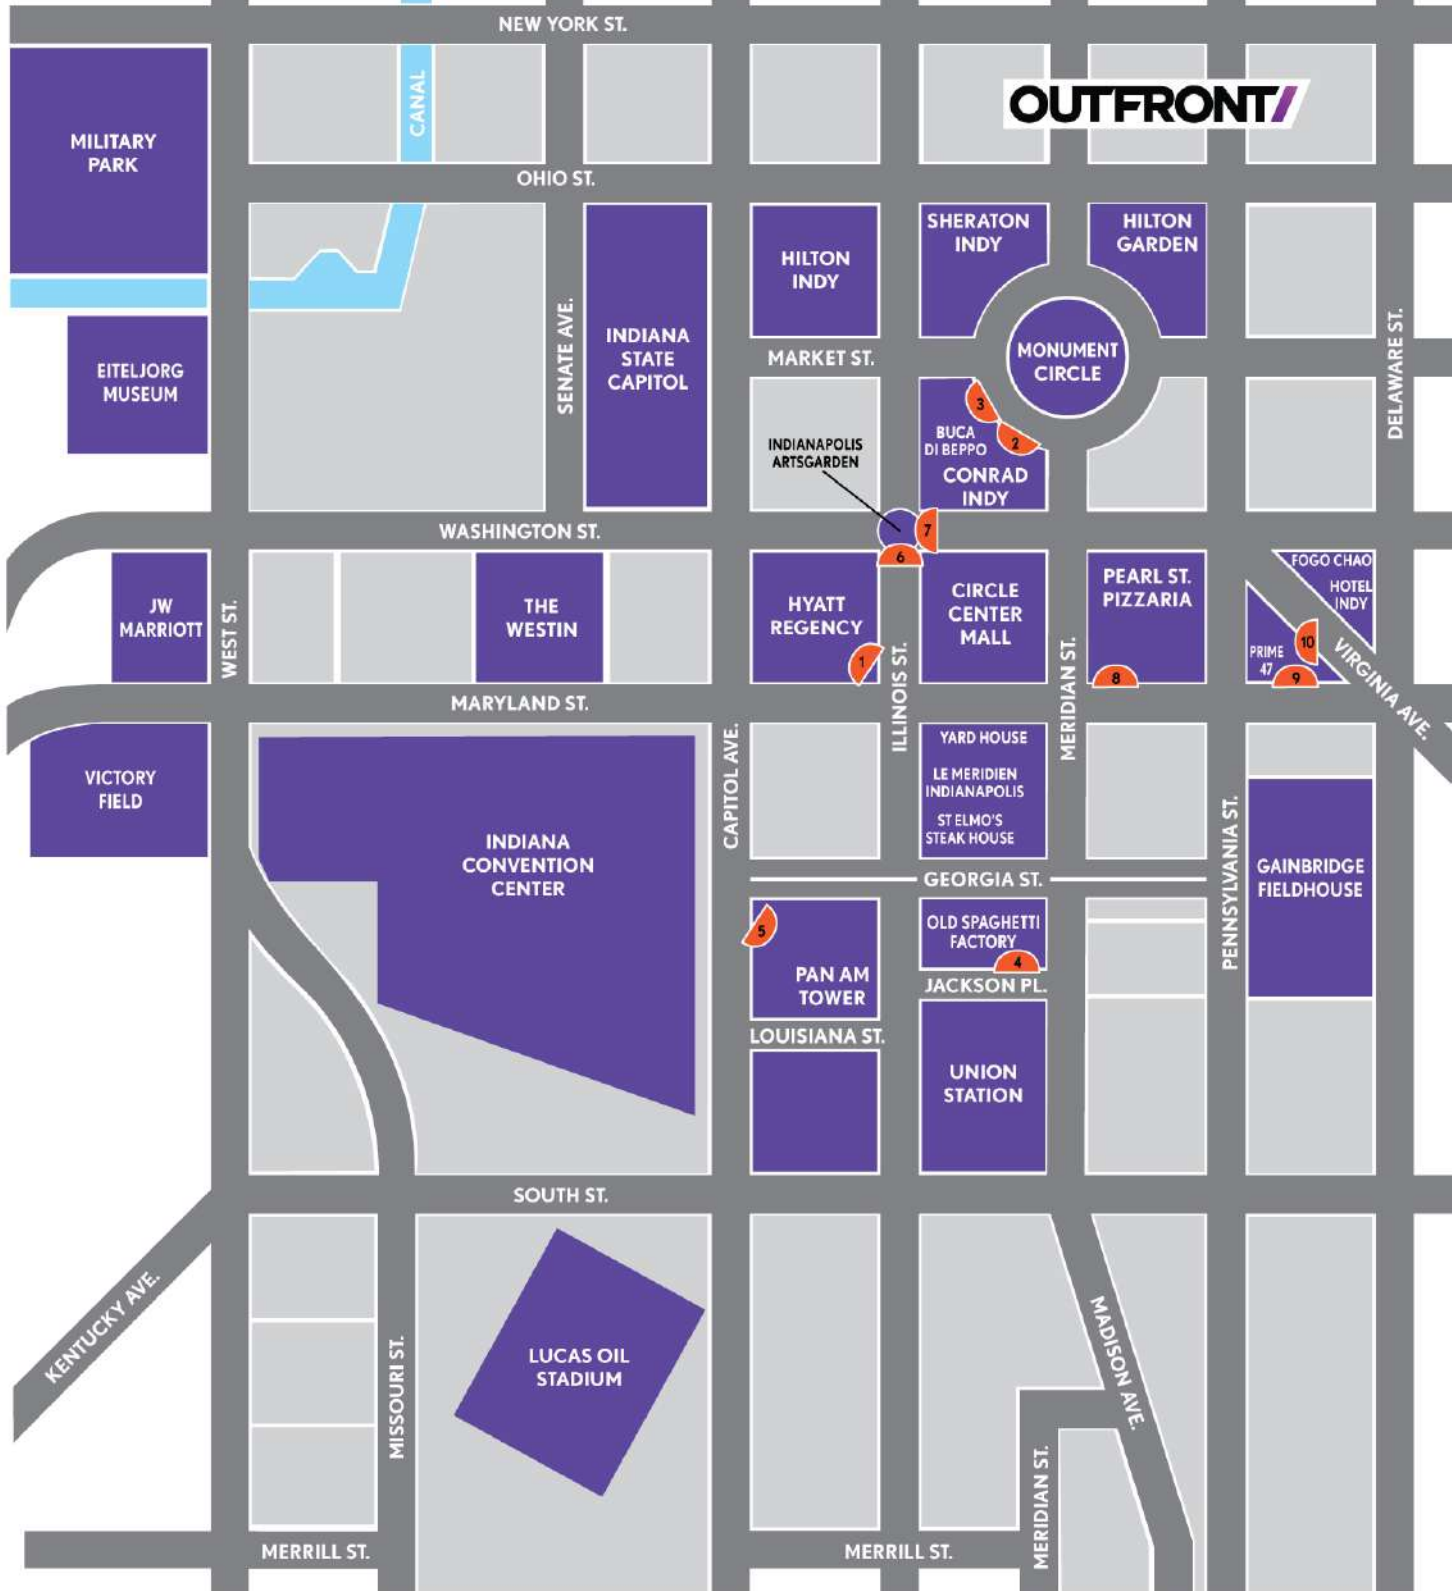 NEW YORK ST.
CANAL
OUTFRONT/
MILITARY
PARK
OHIO ST.
SHERATON
INDY
HILTON
GARDEN
HILTON
INDY
SENATE AVE.
INDIANA
STATE
CAPITOL
DELAWARE ST.
MARKET ST.
MONUMENT
CIRCLE
EITELJORG
MUSEUM
3
2
BUCA
DI BEPPO
INDIANAPOLIS
ARTSGARDEN
CONRAD
INDY
WASHINGTON ST.
7
6
FOGO CHAO
HOTEL
INDY
JW
MARRIOTT
WEST ST.
THE
WESTIN
HYATT
REGENCY
1
ILLINOIS ST.
CIRCLE
CENTER
MALL
MERIDIAN ST.
PEARL ST.
PIZZARIA
8
PRIME
47
10
9
VIRGINIA AVE.
MARYLAND ST.
VICTORY
FIELD
CAPITOL AVE.
YARD HOUSE
LE MERIDIEN
INDIANAPOLIS
ST ELMO'S
STEAK HOUSE
PENNSYLVANIA ST.
INDIANA
CONVENTION
CENTER
GEORGIA ST.
GAINBRIDGE
FIELDHOUSE
5
PAN AM
TOWER
OLD SPAGHETTI
FACTORY
4
JACKSON PL.
LOUISIANA ST.
UNION
STATION
SOUTH ST.
KENTUCKY AVE.
MISSOURI ST.
LUCAS OIL
STADIUM
MADISON AVE.
MERIDIAN ST.
MERRILL ST.
MERRILL ST.